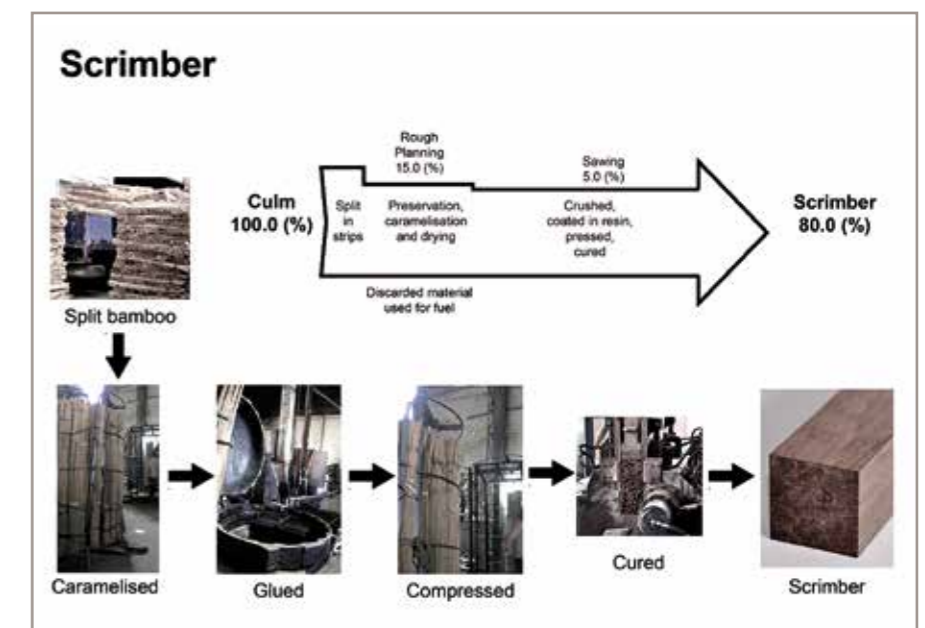 Scrimber
Rough
Planning
15.0 (%)
Sawing
5.0 (%)
Culm
100.0 (%)
Split
in
strips
Preservation,
caramelisation
and drying
Crushed,
coated in resin,
pressed,
cured
Scrimber
80.0 (%)
Discarded material
used for fuel
Split bamboo
Caramelised
Glued
Compressed
Cured
Scrimber